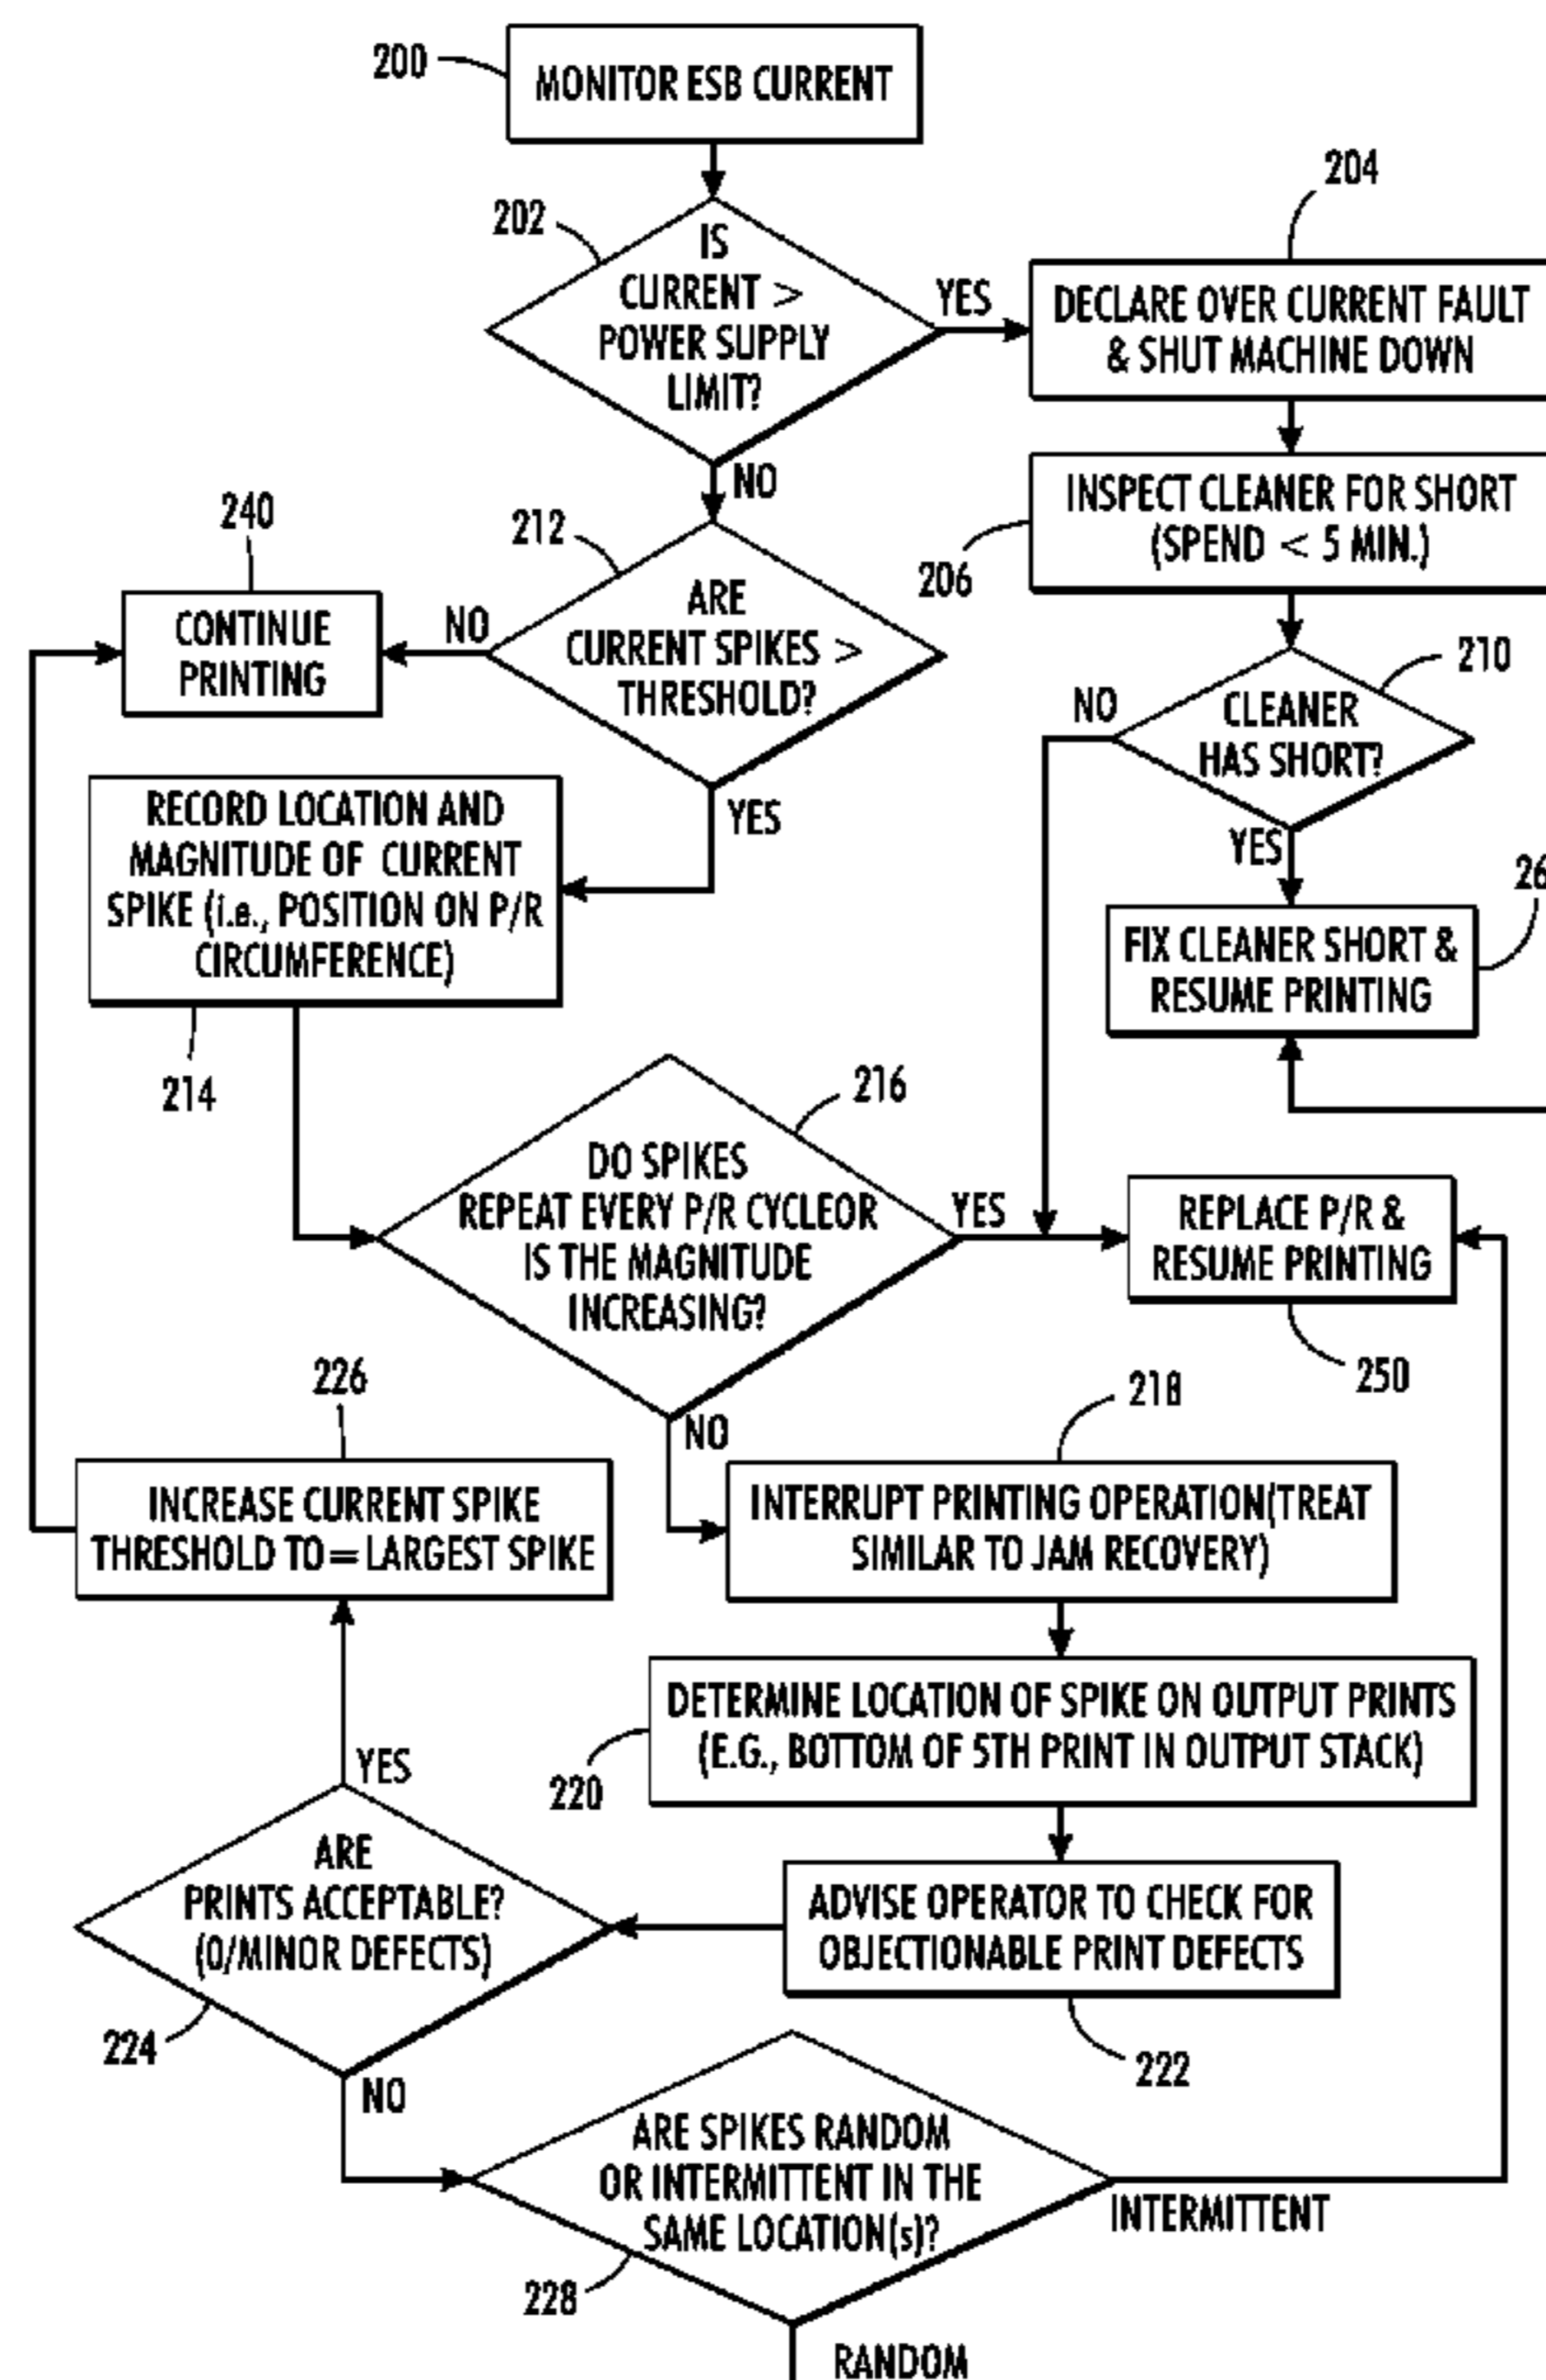 200
MONITOR ESB CURRENT
204
202
IS
CURRENT >
POWER SUPPLY
LIMIT?
YES
DECLARE OVER CURRENT FAULT
& SHUT MACHINE DOWN
NO
INSPECT CLEANER FOR SHORT
(SPEND < 5 MIN.)
206
240
212
CONTINUE
PRINTING
NO
ARE
CURRENT SPIKES >
THRESHOLD?
YES
210
NO
CLEANER
HAS SHORT?
YES
RECORD LOCATION AND
MAGNITUDE OF CURRENT
SPIKE (i.e., POSITION ON P/R
CIRCUMFERENCE)
214
26
FIX CLEANER SHORT &
RESUME PRINTING
216
DO SPIKES
REPEAT EVERY P/R CYCLEOR
IS THE MAGNITUDE
INCREASING?
YES
REPLACE P/R &
RESUME PRINTING
250
NO
226
218
INCREASE CURRENT SPIKE
THRESHOLD TO = LARGEST SPIKE
INTERRUPT PRINTING OPERATION(TREAT
SIMILAR TO JAM RECOVERY)
DETERMINE LOCATION OF SPIKE ON OUTPUT PRINTS
(E.G., BOTTOM OF 5TH PRINT IN OUTPUT STACK)
220
YES
ARE
PRINTS ACCEPTABLE?
(0/MINOR DEFECTS)
224
ADVISE OPERATOR TO CHECK FOR
OBJECTIONABLE PRINT DEFECTS
222
NO
ARE SPIKES RANDOM
OR INTERMITTENT IN THE
SAME LOCATION(s)?
INTERMITTENT
228
RANDOM